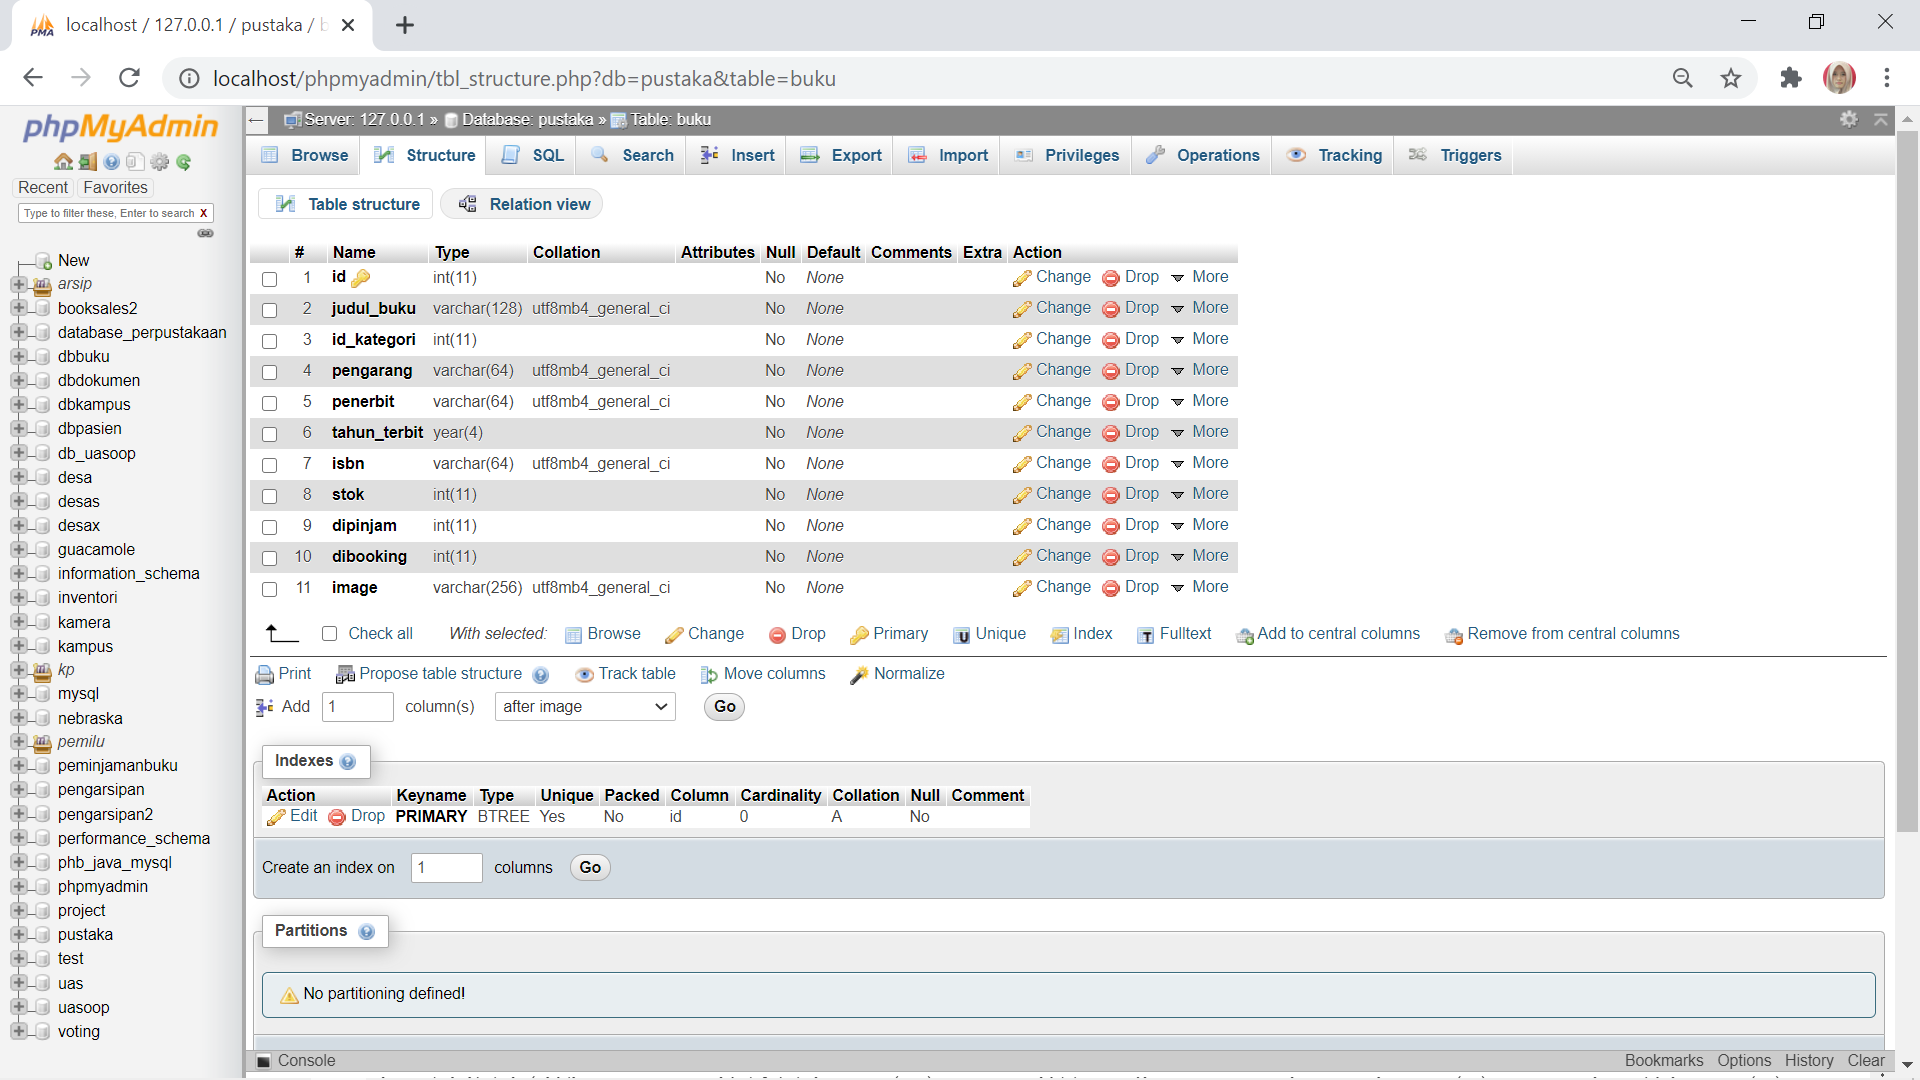 localhost / 127.0.0.1 / pustaka / b
localhost/phpmyadmin/tbl_structure.php?db=pustaka&table=buku
phpMyAdmin
Recent Favorites
Type to filter these, Enter to search X
New
arsip
booksales2
database_perpustakaan
dbbuku
dbdokumen
dbkampus
dbpasien
db_uasoop
desa
desas
desax
guacamole
information_schema
inventori
kamera
kampus
kp
mysql
nebraska
pemilu
peminjamanbuku
pengarsipan
pengarsipan2
performance_schema
phb_java_mysql
phpmyadmin
project
pustaka
test
uas
uasoop
voting
Server: 127.0.0.1 » Database: pustaka » Table: buku
Browse Structure SQL Search Insert Export Import Privileges Operations Tracking Triggers
Table structure Relation view
# Name Type Collation Attributes Null Default Comments Extra Action
1 id int(11) No None Change Drop More
2 judul_buku varchar(128) utf8mb4_general_ci No None Change Drop More
3 id_kategori int(11) No None Change Drop More
4 pengarang varchar(64) utf8mb4_general_ci No None Change Drop More
5 penerbit varchar(64) utf8mb4_general_ci No None Change Drop More
6 tahun_terbit year(4) No None Change Drop More
7 isbn varchar(64) utf8mb4_general_ci No None Change Drop More
8 stok int(11) No None Change Drop More
9 dipinjam int(11) No None Change Drop More
10 dibooking int(11) No None Change Drop More
11 image varchar(256) utf8mb4_general_ci No None Change Drop More
Check all With selected: Browse Change Drop Primary Unique Index Fulltext Add to central columns Remove from central columns
Print Propose table structure Track table Move columns Normalize
Add 1 column(s) after image Go
Indexes
Action Keyname Type Unique Packed Column Cardinality Collation Null Comment
Edit Drop PRIMARY BTREE Yes No id 0 A No
Create an index on 1 columns Go
Partitions
No partitioning defined!
Console Bookmarks Options History Clear